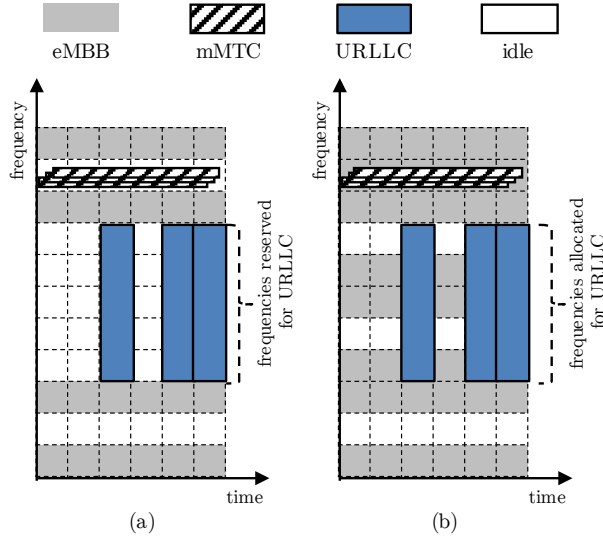 eMBB mMTC URLLC idle
frequency
frequencies reserved
for URLLC
time
(a)
frequency
frequencies allocated
for URLLC
time
(b)